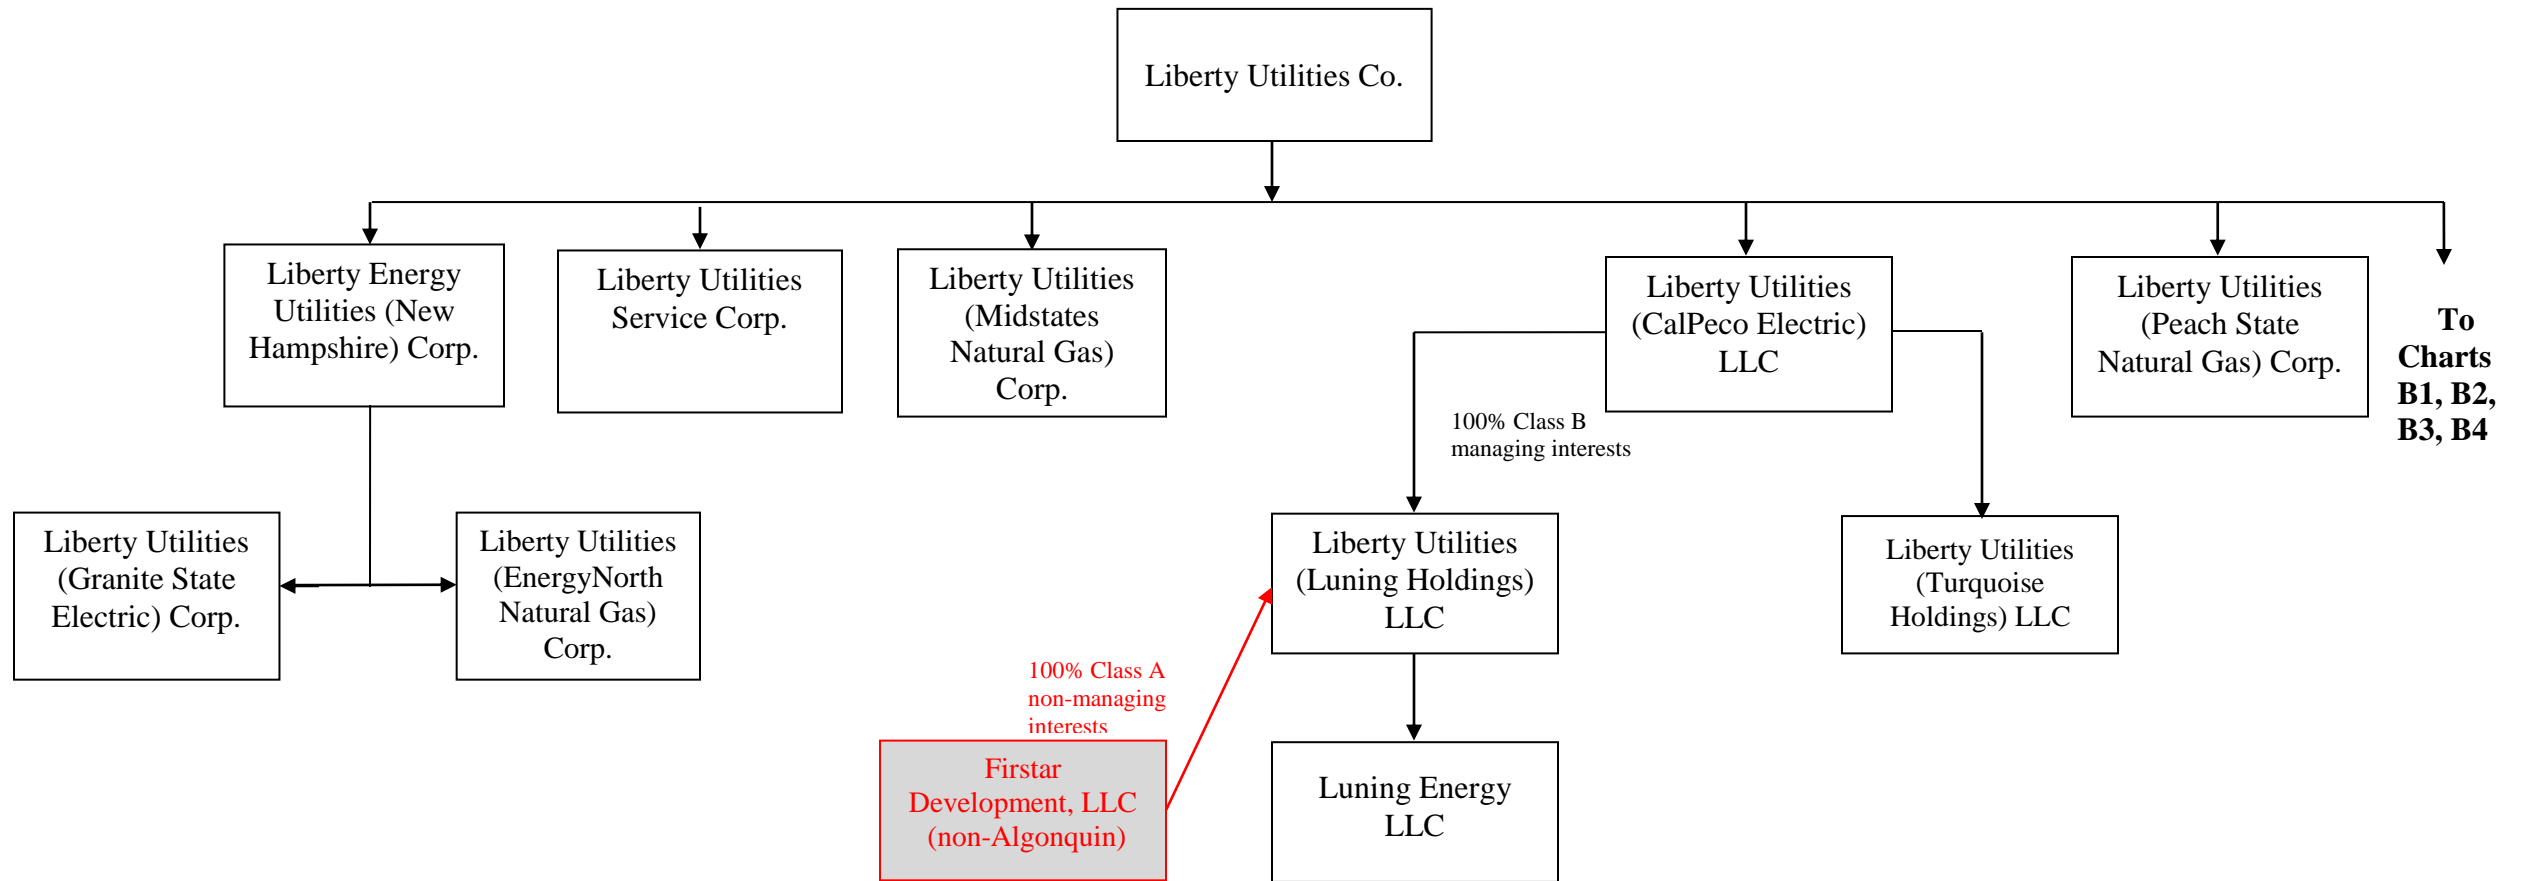 Liberty Utilities Co.
Liberty Energy
Utilities (New
Hampshire) Corp.
Liberty Utilities
Service Corp.
Liberty Utilities
(Midstates
Natural Gas)
Corp.
Liberty Utilities
(CalPeco Electric)
LLC
Liberty Utilities
(Peach State
Natural Gas) Corp.
To
Charts
B1, B2,
B3, B4
100% Class B
managing interests
Liberty Utilities
(Granite State
Electric) Corp.
Liberty Utilities
(EnergyNorth
Natural Gas)
Corp.
Liberty Utilities
(Luning Holdings)
LLC
Liberty Utilities
(Turquoise
Holdings) LLC
100% Class A
non-managing
interests
Firstar
Development, LLC
(non-Algonquin)
Luning Energy
LLC